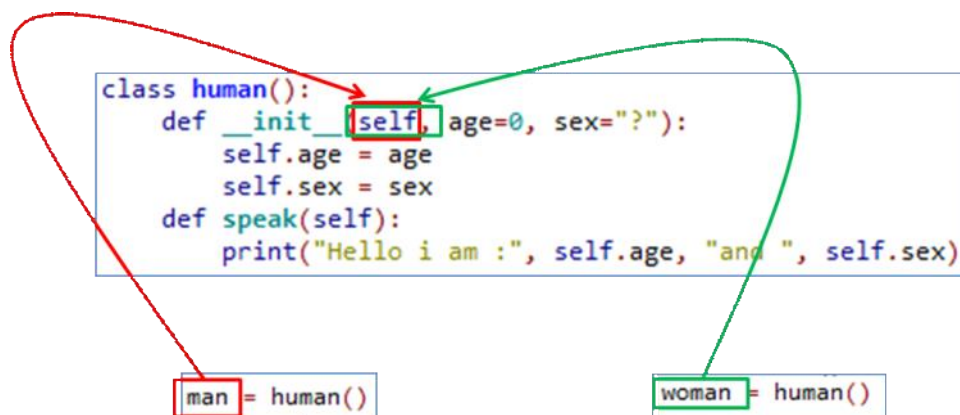 class human():
    def __init__(self, age=0, sex="?"):
        self.age = age
        self.sex = sex
    def speak(self):
        print("Hello i am :", self.age, "and ", self.sex)
man = human()
woman = human()